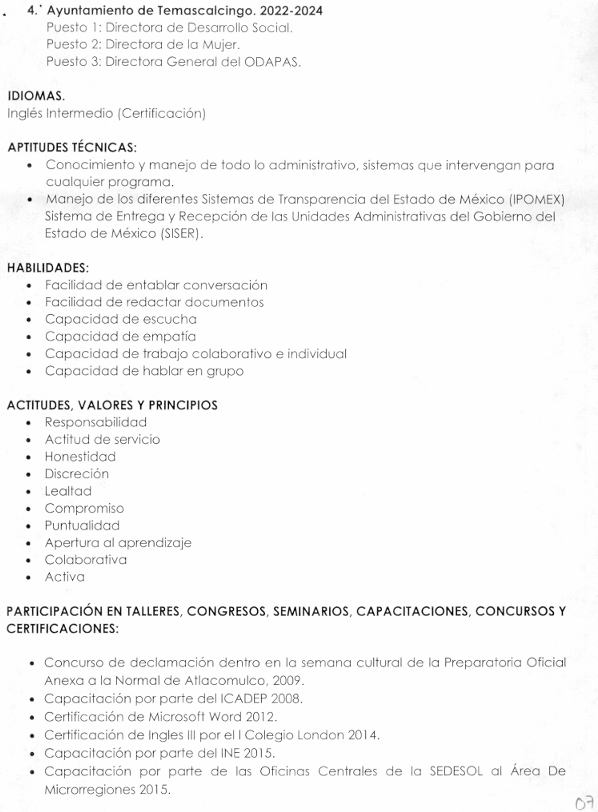 4. Ayuntamiento de Temascalcingo. 2022-2024
Puesto 1: Directora de Desarrollo Social.
Puesto 2: Directora de la Mujer.
Puesto 3: Directora General del ODAPAS.
IDIOMAS.
Inglés Intermedio (Certificación)
APTITUDES TÉCNICAS:
• Conocimiento y manejo de todo lo administrativo, sistemas que intervengan para
cualquier programa.
• Manejo de los diferentes Sistemas de Transparencia del Estado de México (IPOMEX)
Sistema de Entrega y Recepción de las Unidades Administrativas del Gobierno del
Estado de México (SISER).
HABILIDADES:
• Facilidad de entablar conversación
• Facilidad de redactar documentos
• Capacidad de escucha
• Capacidad de empatía
• Capacidad de trabajo colaborativo e individual
• Capacidad de hablar en grupo
ACTITUDES, VALORES Y PRINCIPIOS
• Responsabilidad
• Actitud de servicio
• Honestidad
• Discreción
• Lealtad
• Compromiso
• Puntualidad
• Apertura al aprendizaje
• Colaborativa
• Activa
PARTICIPACIÓN EN TALLERES, CONGRESOS, SEMINARIOS, CAPACITACIONES, CONCURSOS Y
CERTIFICACIONES:
• Concurso de declamación dentro en la semana cultural de la Preparatoria Oficial
Anexa a la Normal de Atlacomulco, 2009.
• Capacitación por parte del ICADEP 2008.
• Certificación de Microsoft Word 2012.
• Certificación de Ingles III por el I Colegio London 2014.
• Capacitación por parte del INE 2015.
• Capacitación por parte de las Oficinas Centrales de la SEDESOL al Área De
Microrregiones 2015.
07